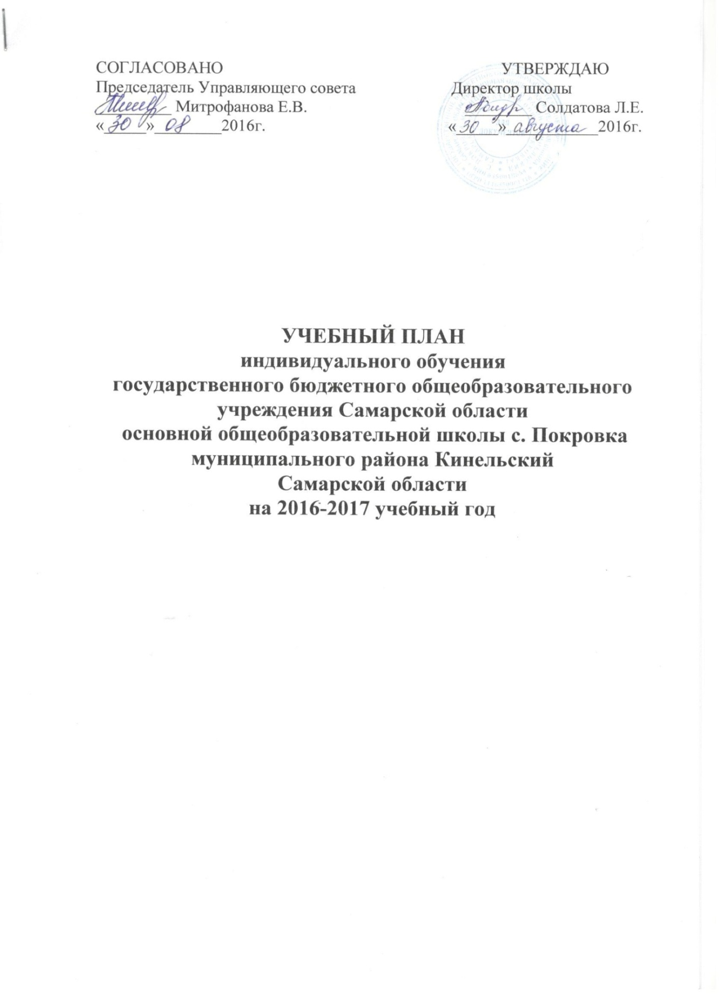 СОГЛАСОВАНО
Председатель Управляющего совета
Митрофанова Е.В.
«30» 08 2016г.
УТВЕРЖДАЮ
Директор школы
Солдатова Л.Е.
«30» августа 2016г.
УЧЕБНЫЙ ПЛАН
индивидуального обучения
государственного бюджетного общеобразовательного
учреждения Самарской области
основной общеобразовательной школы с. Покровка
муниципального района Кинельский
Самарской области
на 2016-2017 учебный год